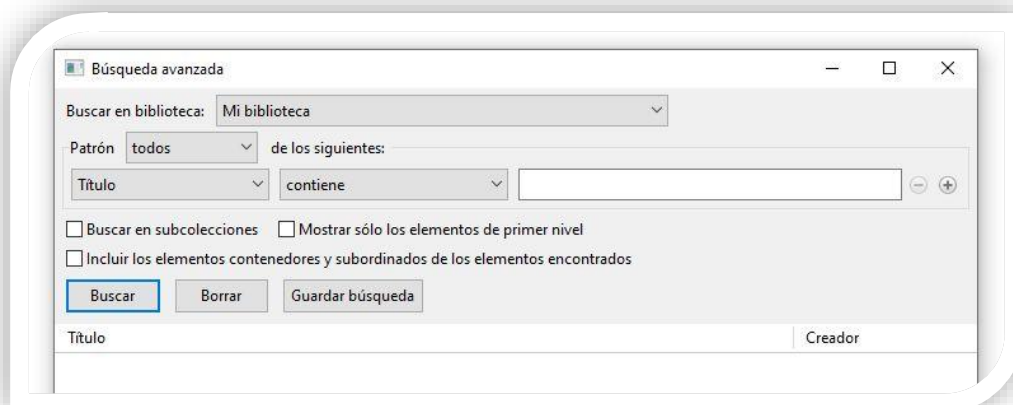 Búsqueda avanzada
Buscar en biblioteca: Mi biblioteca
Patrón todos de los siguientes:
Título contiene
Buscar en subcolecciones Mostrar sólo los elementos de primer nivel
Incluir los elementos contenedores y subordinados de los elementos encontrados
Buscar Borrar Guardar búsqueda
Título Creador